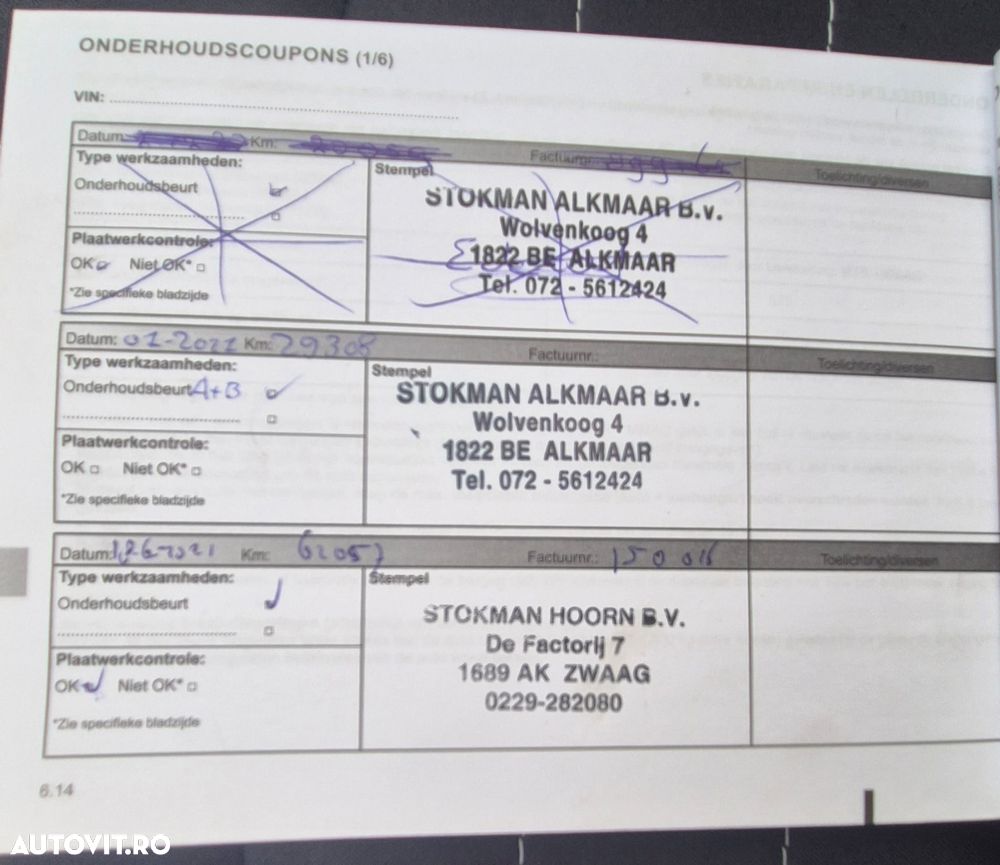 ONDERHOUDSCOUPONS (1/6)
VIN:
Datum: Km: Factuurnr.: Toelichting/diversen
Type werkzaamheden:
Stempel
Onderhoudsbeurt
STOKMAN ALKMAAR B.v.
Wolvenkoog 4
Plaatwerkcontrole:
1822 BE ALKMAAR
OK Niet OK*
Tel. 072 - 5612424
*Zie specifieke bladzijde
Datum: 01-2021 Km: 29308 Factuurnr.: Toelichting/diversen
Type werkzaamheden:
Stempel
Onderhoudsbeurt A+B
STOKMAN ALKMAAR B.v.
Wolvenkoog 4
Plaatwerkcontrole:
1822 BE ALKMAAR
OK Niet OK*
Tel. 072 - 5612424
*Zie specifieke bladzijde
Datum: Km: Factuurnr.: Toelichting/diversen
Type werkzaamheden:
Stempel
Onderhoudsbeurt
STOKMAN HOORN B.V.
De Factorij 7
Plaatwerkcontrole:
1689 AK ZWAAG
OK Niet OK*
0229-282080
*Zie specifieke bladzijde
6.14
AUTOVIT.RO